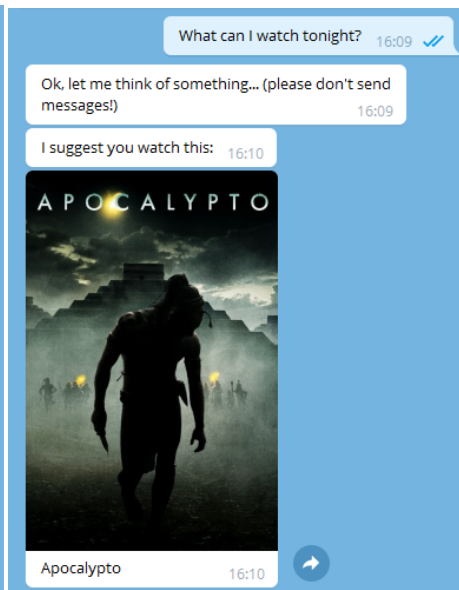 What can I watch tonight? 16:09
Ok, let me think of something... (please don't send
messages!) 16:09
I suggest you watch this: 16:10
APOCALYPTO
Apocalypto 16:10